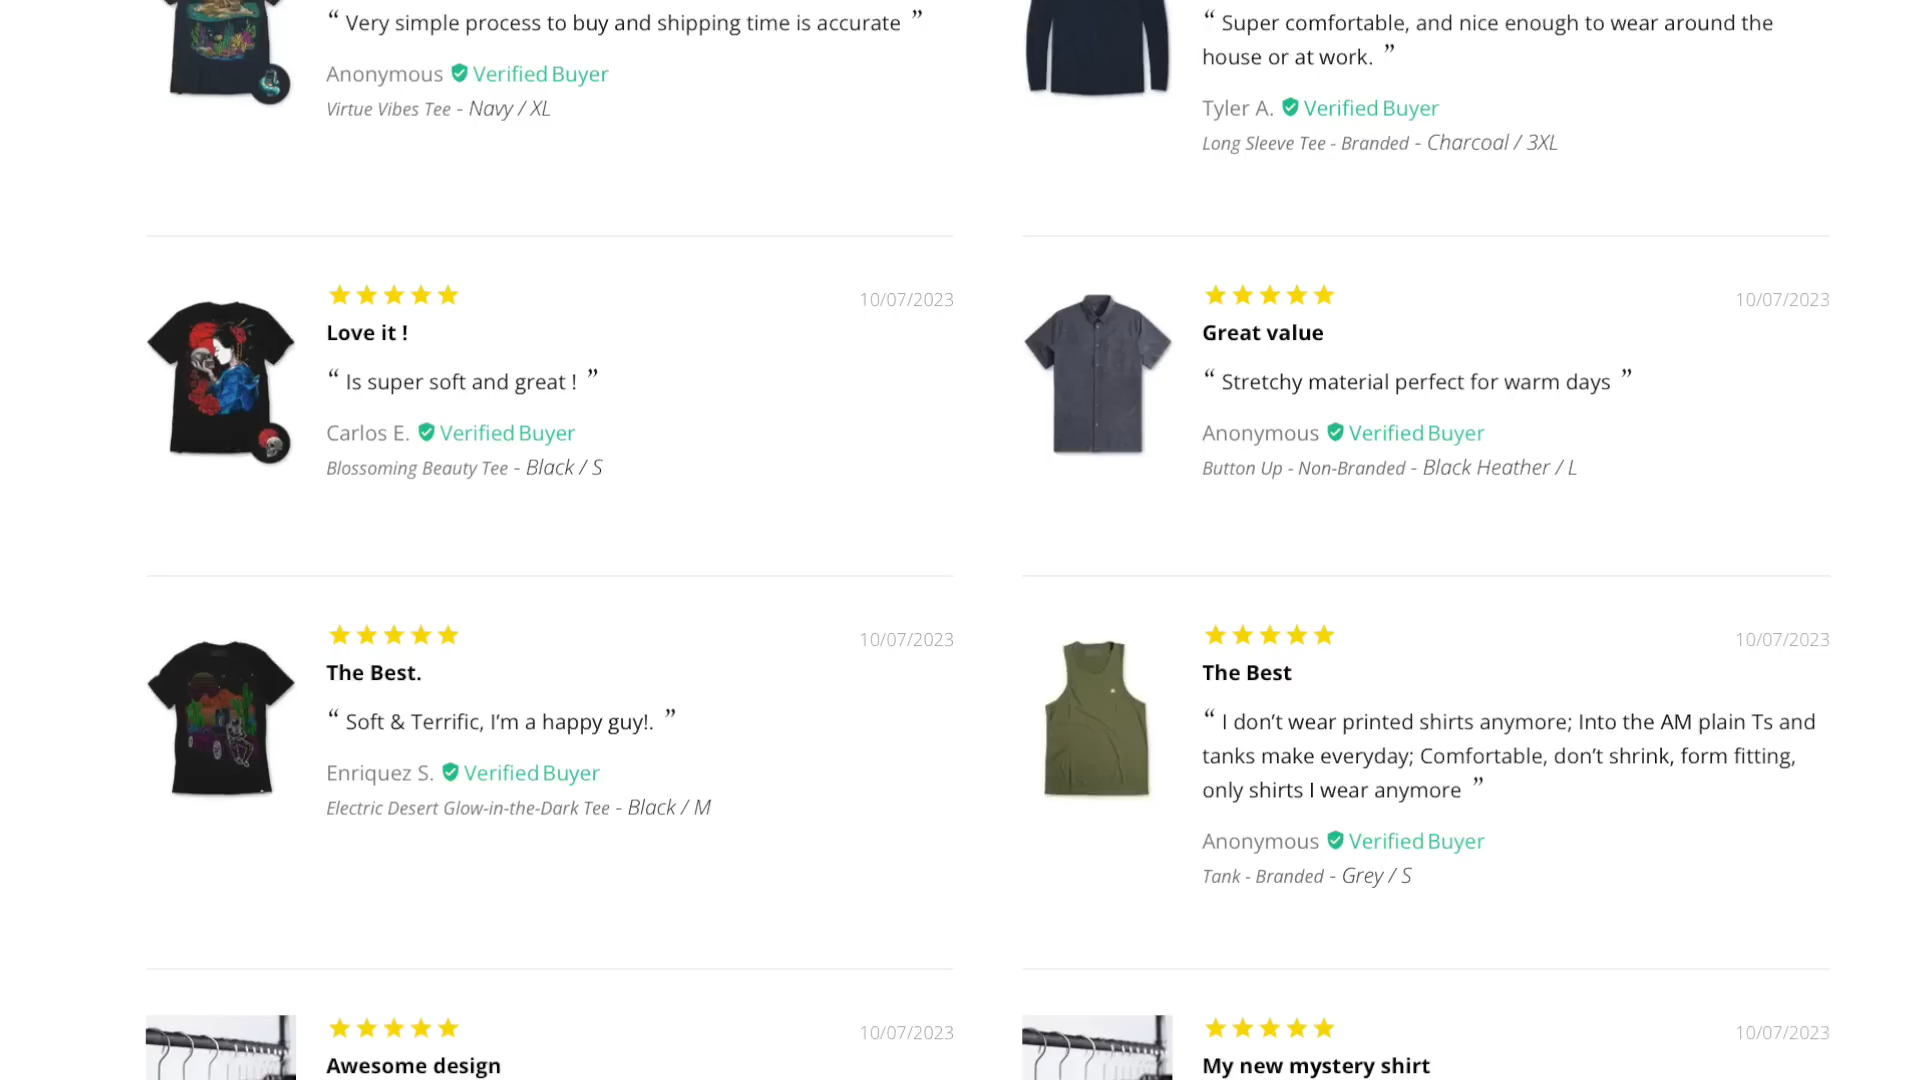 “ Very simple process to buy and shipping time is accurate ”
Anonymous Verified Buyer
Virtue Vibes Tee - Navy / XL
“ Super comfortable, and nice enough to wear around the
house or at work. ”
Tyler A. Verified Buyer
Long Sleeve Tee - Branded - Charcoal / 3XL
10/07/2023
Love it !
“ Is super soft and great ! ”
Carlos E. Verified Buyer
Blossoming Beauty Tee - Black / S
10/07/2023
Great value
“ Stretchy material perfect for warm days ”
Anonymous Verified Buyer
Button Up - Non-Branded - Black Heather / L
10/07/2023
The Best.
“ Soft & Terrific, I’m a happy guy!. ”
Enriquez S. Verified Buyer
Electric Desert Glow-in-the-Dark Tee - Black / M
10/07/2023
The Best
“ I don’t wear printed shirts anymore; Into the AM plain Ts and
tanks make everyday; Comfortable, don’t shrink, form fitting,
only shirts I wear anymore ”
Anonymous Verified Buyer
Tank - Branded - Grey / S
10/07/2023
Awesome design
10/07/2023
My new mystery shirt